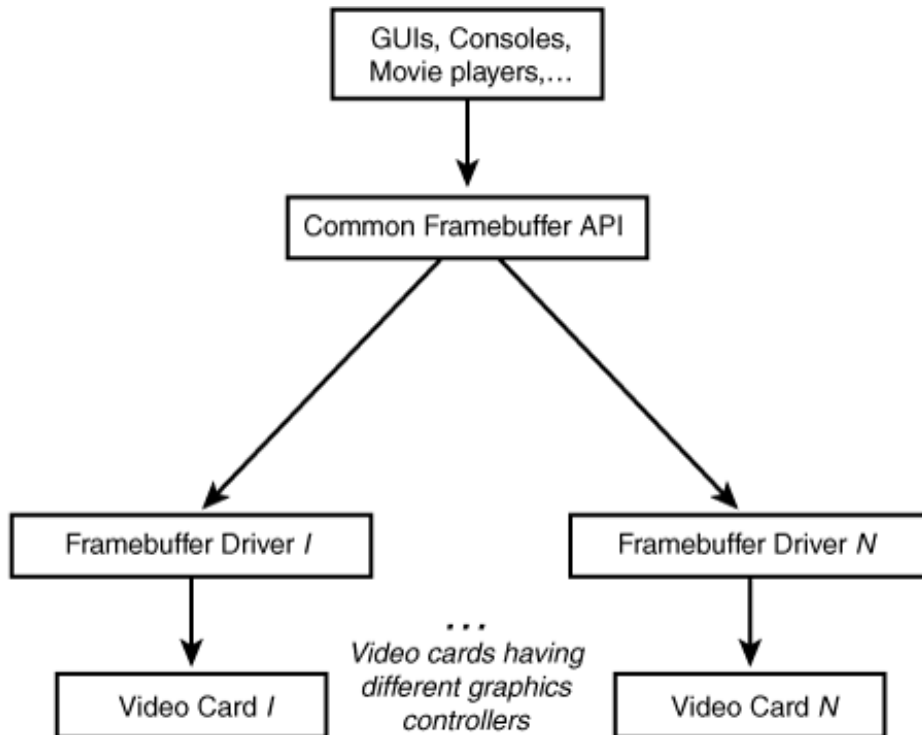 GUIs, Consoles,
Movie players,...
Common Framebuffer API
Framebuffer Driver I
Framebuffer Driver N
...
Video cards having
different graphics
controllers
Video Card I
Video Card N